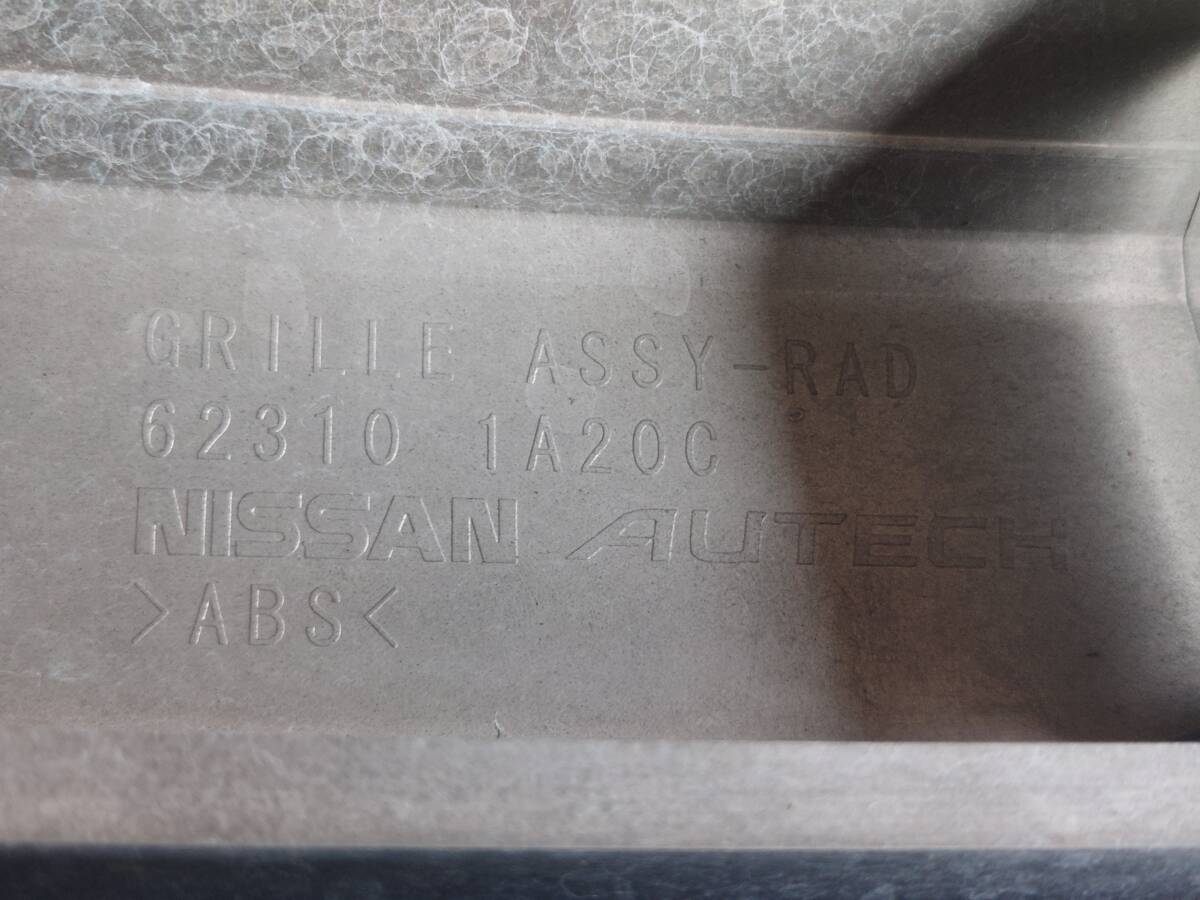 GRILLE ASSY-RAD
62310 1A20C
NISSAN AUTECH
>ABS<